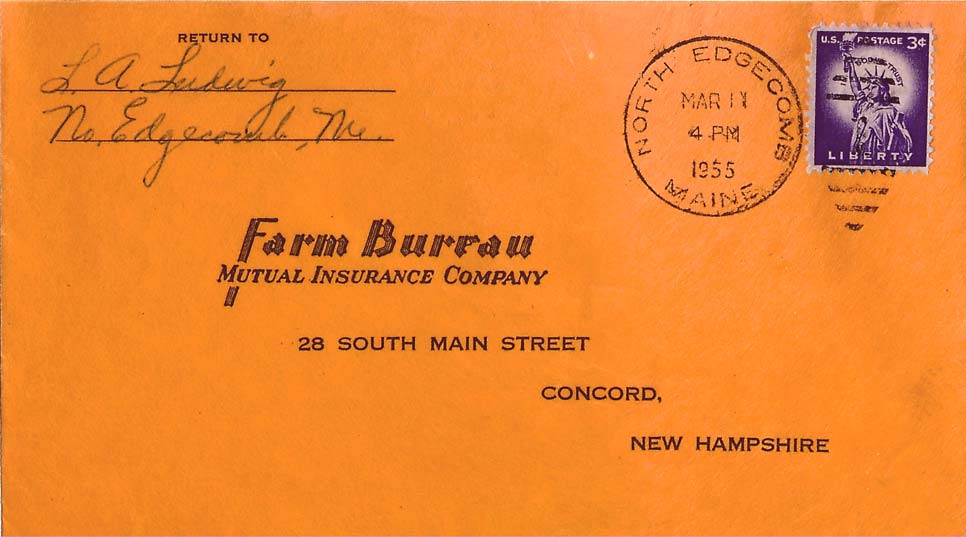 RETURN TO
L. A. Ludwig
No. Edgecomb, Me.
NORTH EDGECOMB
MAR 11
4 PM
1955
MAINE
U.S. POSTAGE 3¢
IN GOD WE TRUST
LIBERTY
Farm Bureau
MUTUAL INSURANCE COMPANY
28 SOUTH MAIN STREET
CONCORD,
NEW HAMPSHIRE